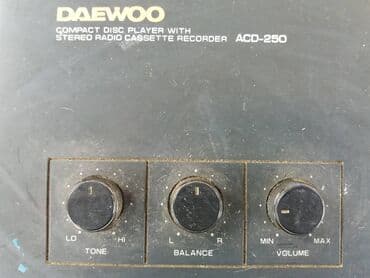 DAEWOO
COMPACT DISC PLAYER WITH
STEREO RADIO CASSETTE RECORDER ACD-250
LO HI L R MIN MAX
TONE BALANCE VOLUME